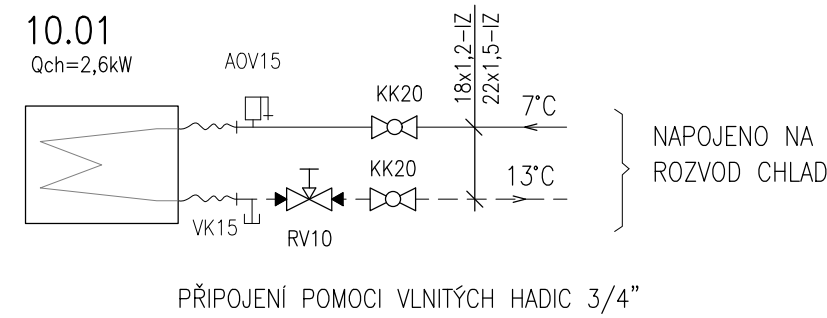 10.01
Qch=2,6kW
AOV15
KK20
18x1,2-IZ
22x1,5-IZ
7°C
KK20
13°C
VK15
RV10
NAPOJENO NA
ROZVOD CHLAD
PŘIPOJENÍ POMOCI VLNITÝCH HADIC 3/4"